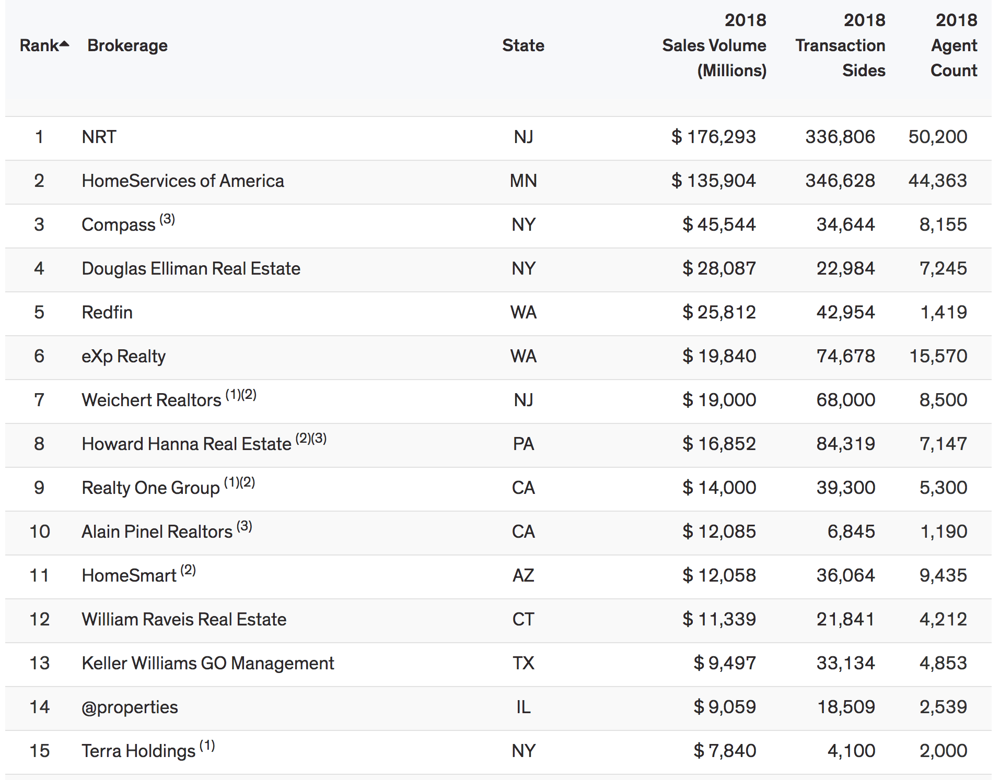 Rank▲ Brokerage State 2018 Sales Volume (Millions) 2018 Transaction Sides 2018 Agent Count
1 NRT NJ $ 176,293 336,806 50,200
2 HomeServices of America MN $ 135,904 346,628 44,363
3 Compass (3) NY $ 45,544 34,644 8,155
4 Douglas Elliman Real Estate NY $ 28,087 22,984 7,245
5 Redfin WA $ 25,812 42,954 1,419
6 eXp Realty WA $ 19,840 74,678 15,570
7 Weichert Realtors (1)(2) NJ $ 19,000 68,000 8,500
8 Howard Hanna Real Estate (2)(3) PA $ 16,852 84,319 7,147
9 Realty One Group (1)(2) CA $ 14,000 39,300 5,300
10 Alain Pinel Realtors (3) CA $ 12,085 6,845 1,190
11 HomeSmart (2) AZ $ 12,058 36,064 9,435
12 William Raveis Real Estate CT $ 11,339 21,841 4,212
13 Keller Williams GO Management TX $ 9,497 33,134 4,853
14 @properties IL $ 9,059 18,509 2,539
15 Terra Holdings (1) NY $ 7,840 4,100 2,000